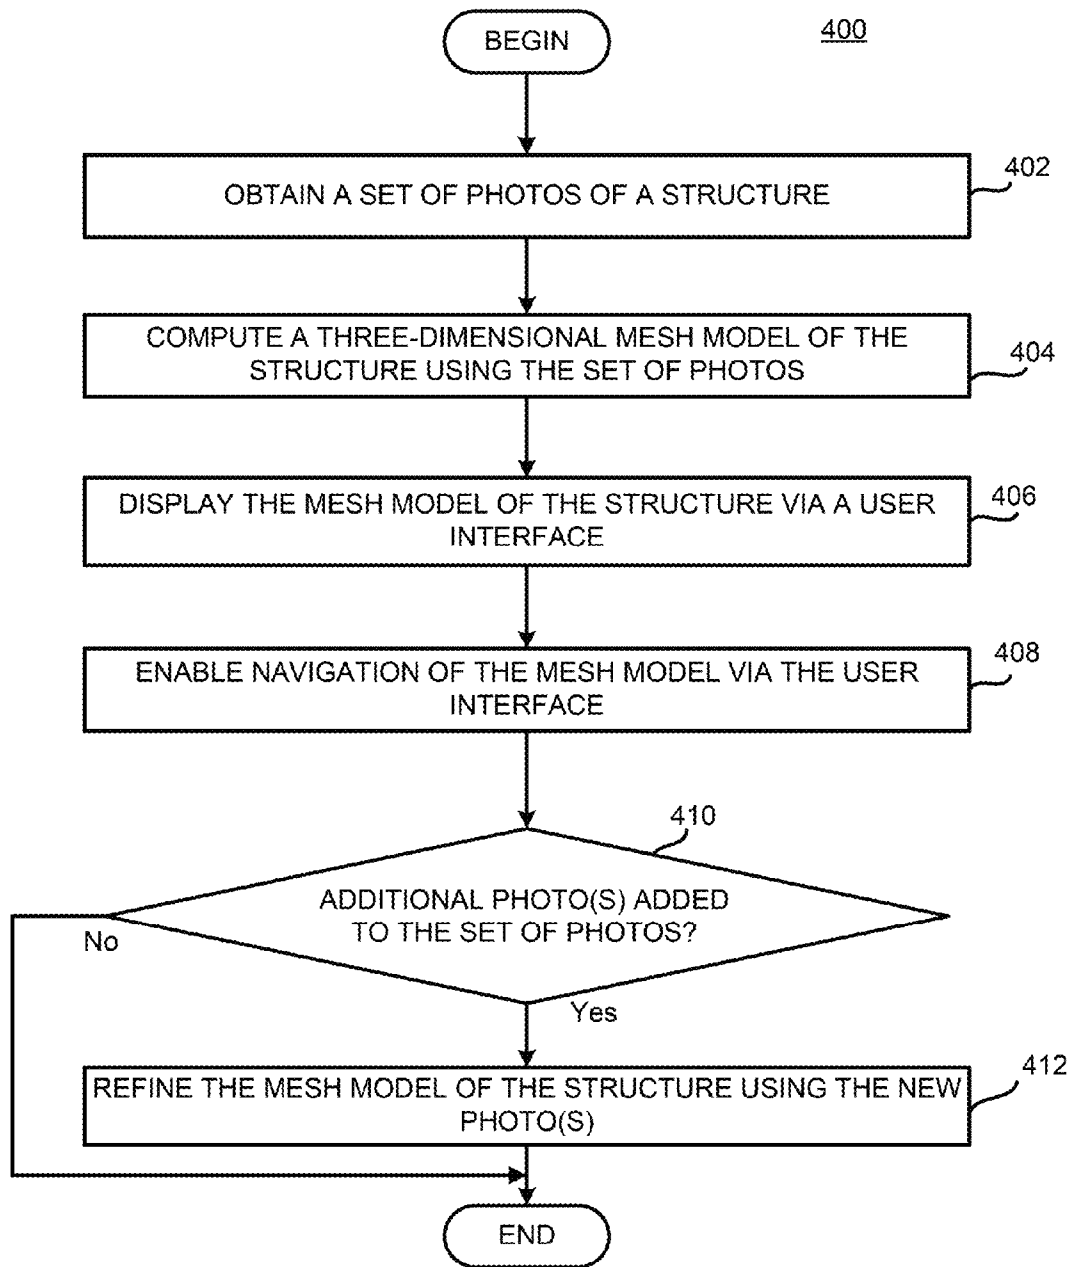 BEGIN
400
OBTAIN A SET OF PHOTOS OF A STRUCTURE
402
COMPUTE A THREE-DIMENSIONAL MESH MODEL OF THE
STRUCTURE USING THE SET OF PHOTOS
404
DISPLAY THE MESH MODEL OF THE STRUCTURE VIA A USER
INTERFACE
406
ENABLE NAVIGATION OF THE MESH MODEL VIA THE USER
INTERFACE
408
410
ADDITIONAL PHOTO(S) ADDED
TO THE SET OF PHOTOS?
No
Yes
REFINE THE MESH MODEL OF THE STRUCTURE USING THE NEW
PHOTO(S)
412
END